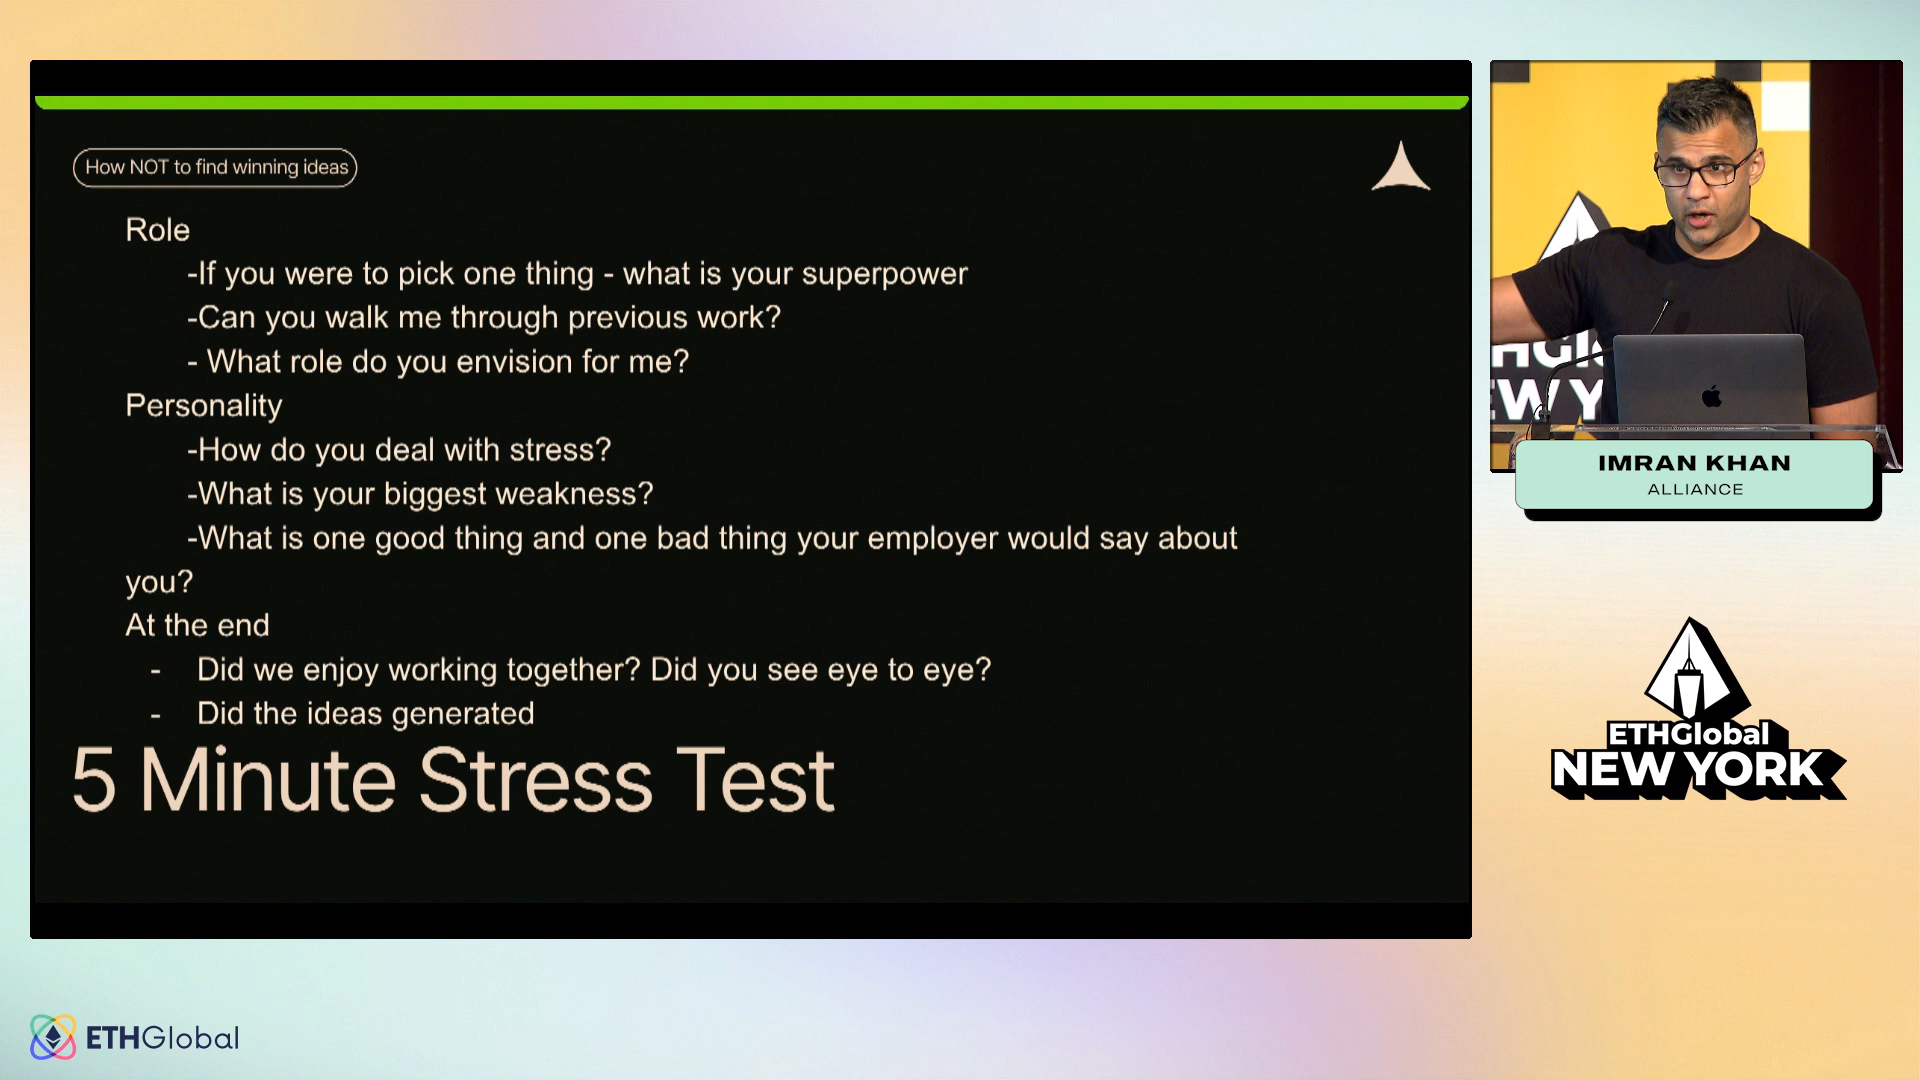 How NOT to find winning ideas
Role
-If you were to pick one thing - what is your superpower
-Can you walk me through previous work?
- What role do you envision for me?
Personality
-How do you deal with stress?
-What is your biggest weakness?
-What is one good thing and one bad thing your employer would say about
you?
At the end
- Did we enjoy working together? Did you see eye to eye?
- Did the ideas generated
5 Minute Stress Test
IMRAN KHAN
ALLIANCE
ETHGlobal
NEW YORK
ETHGlobal